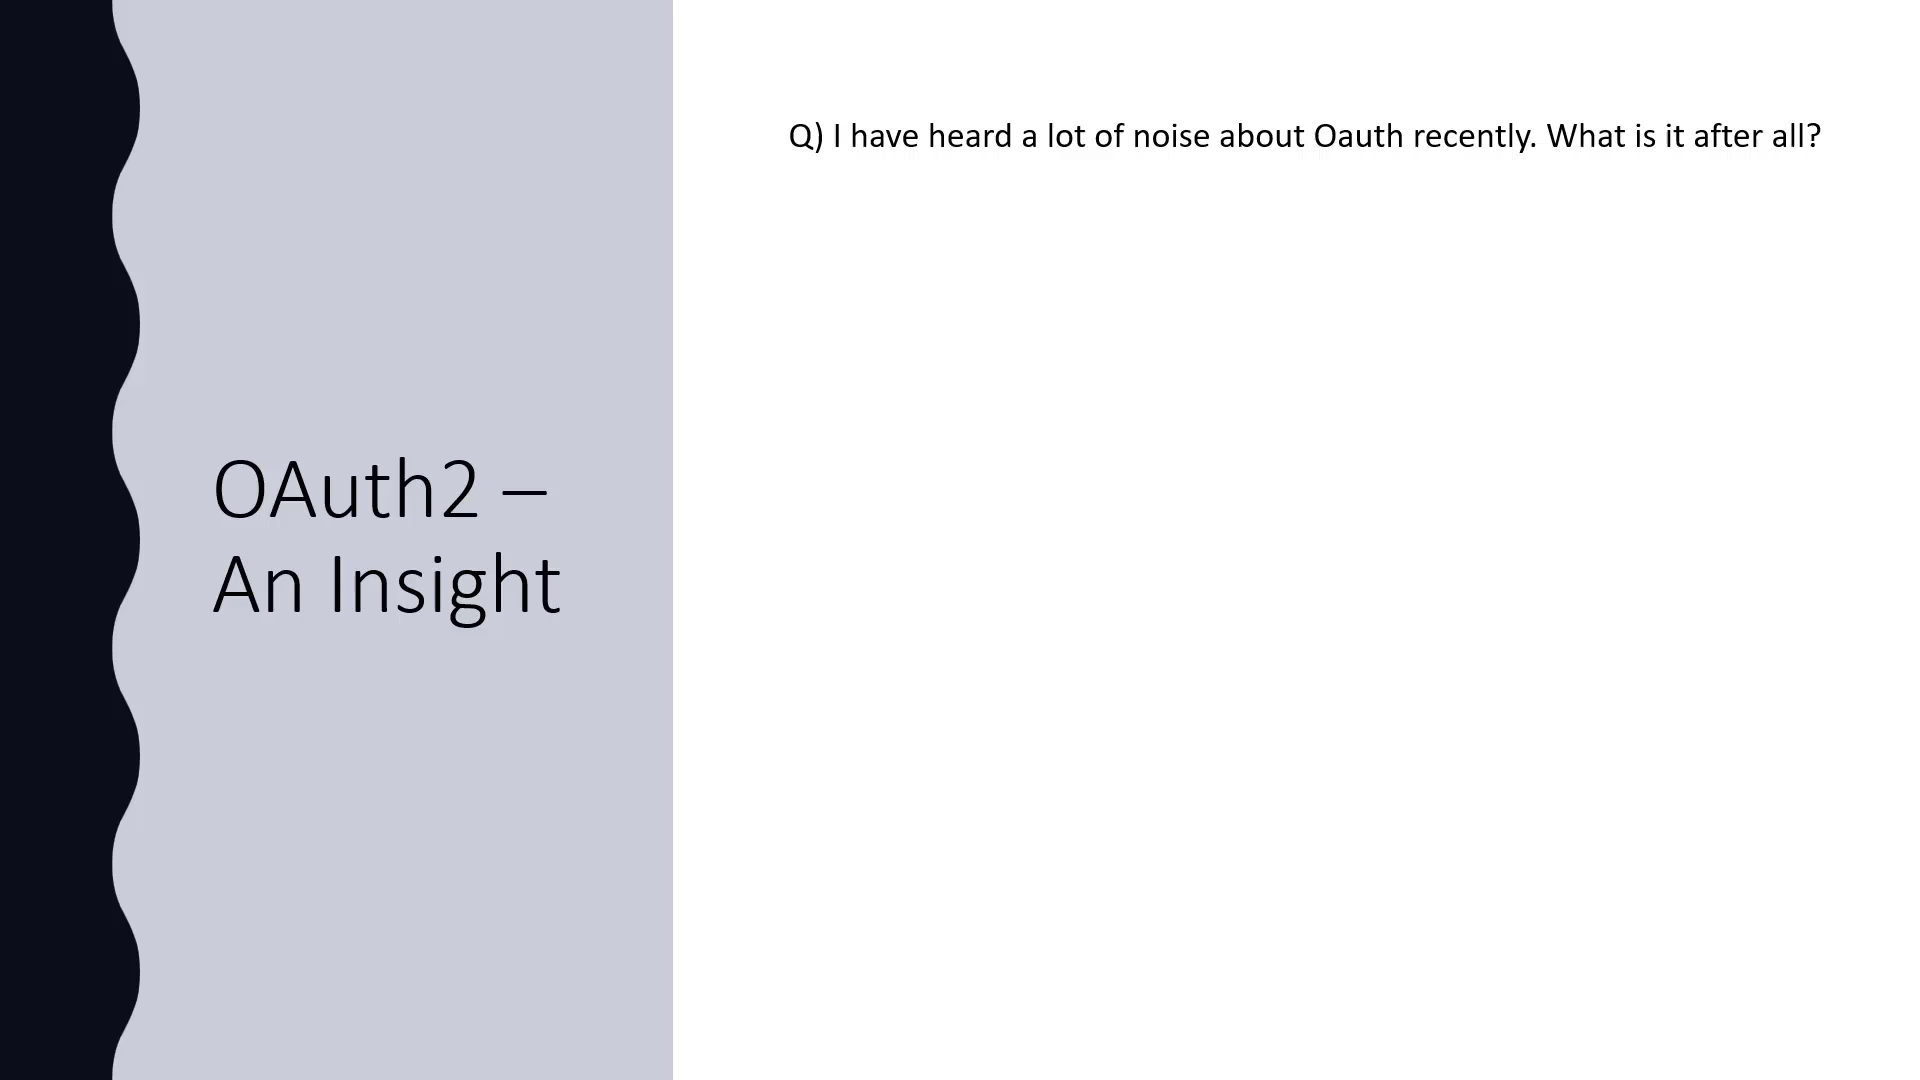 OAuth2 –
An Insight
Q) I have heard a lot of noise about Oauth recently. What is it after all?